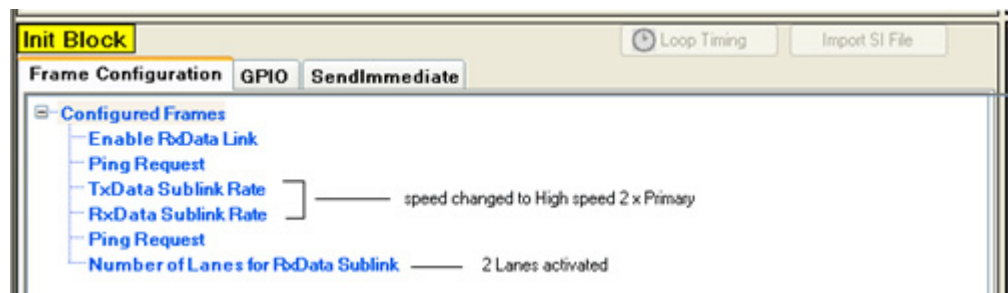 Init Block
Loop Timing
Import SI File
Frame Configuration GPIO SendImmediate
Configured Frames
Enable RxData Link
Ping Request
TxData Sublink Rate
speed changed to High speed 2 x Primary
RxData Sublink Rate
Ping Request
Number of Lanes for RxData Sublink 2 Lanes activated